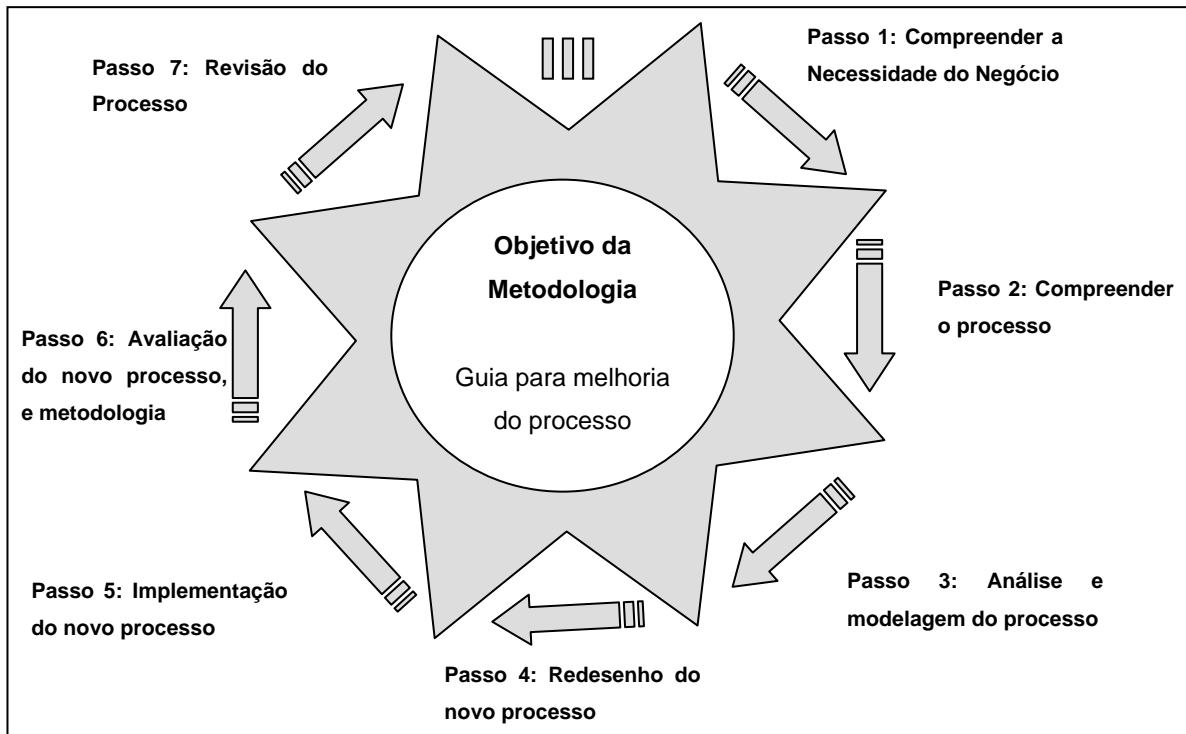 Passo 1: Compreender a
Necessidade do Negócio
Passo 2: Compreender
o processo
Passo 3: Análise e
modelagem do processo
Passo 4: Redesenho do
novo processo
Passo 5: Implementação
do novo processo
Passo 6: Avaliação
do novo processo,
e metodologia
Passo 7: Revisão do
Processo
Objetivo da
Metodologia
Guia para melhoria
do processo